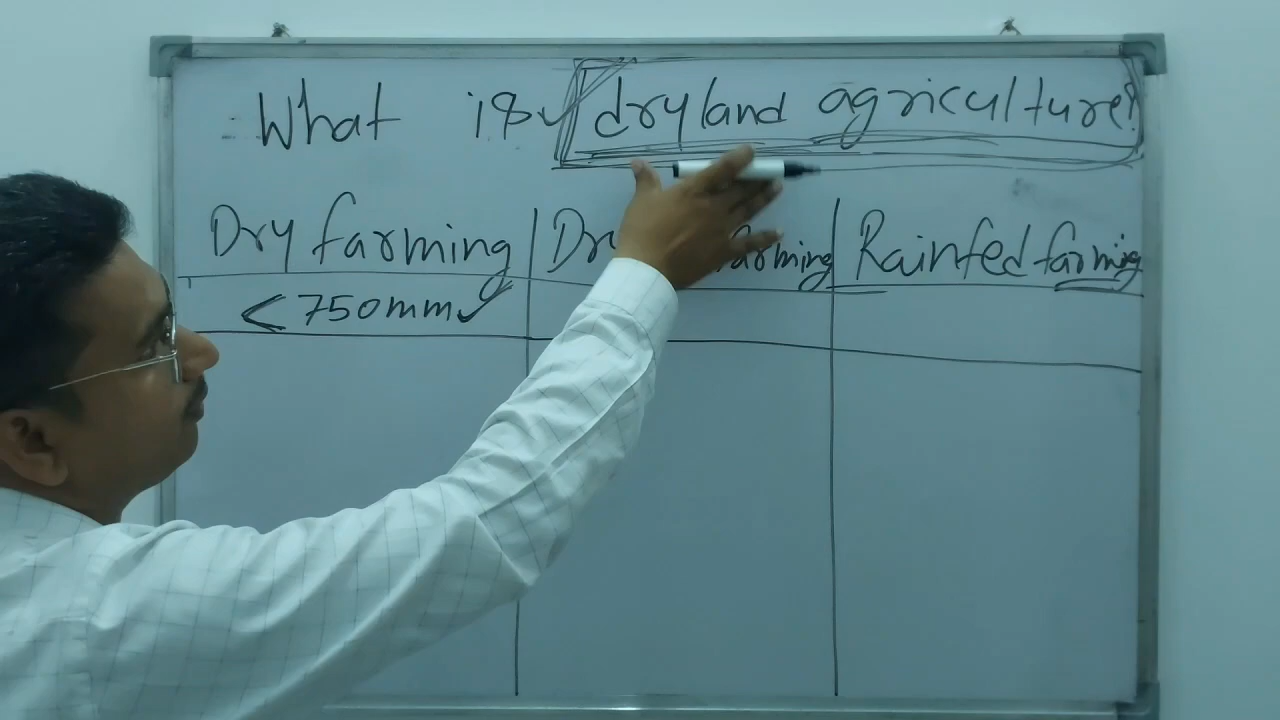 What is dryland agriculture?
Dry farming Rainfed farming
<750mm